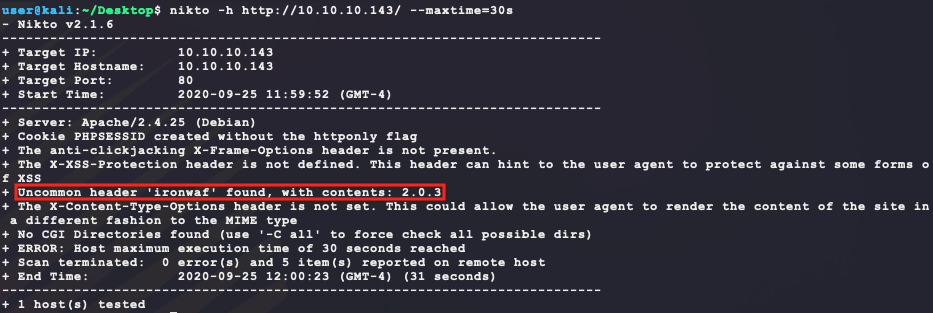 user@kali:~/Desktop$ nikto -h http://10.10.10.143/ --maxtime=30s
- Nikto v2.1.6
---------------------------------------------------------------------------
+ Target IP:          10.10.10.143
+ Target Hostname:    10.10.10.143
+ Target Port:        80
+ Start Time:         2020-09-25 11:59:52 (GMT-4)
---------------------------------------------------------------------------
+ Server: Apache/2.4.25 (Debian)
+ Cookie PHPSESSID created without the httponly flag
+ The anti-clickjacking X-Frame-Options header is not present.
+ The X-XSS-Protection header is not defined. This header can hint to the user agent to protect against some forms o
f XSS
+ Uncommon header 'ironwaf' found, with contents: 2.0.3
+ The X-Content-Type-Options header is not set. This could allow the user agent to render the content of the site in
 a different fashion to the MIME type
+ No CGI Directories found (use '-C all' to force check all possible dirs)
+ ERROR: Host maximum execution time of 30 seconds reached
+ Scan terminated:  0 error(s) and 5 item(s) reported on remote host
+ End Time:           2020-09-25 12:00:23 (GMT-4) (31 seconds)
---------------------------------------------------------------------------
+ 1 host(s) tested